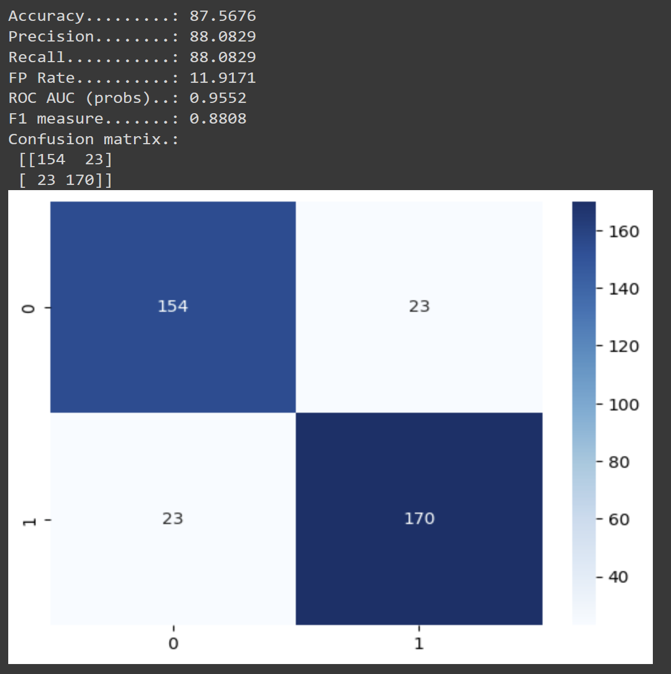 Accuracy.........: 87.5676
Precision........: 88.0829
Recall...........: 88.0829
FP Rate..........: 11.9171
ROC AUC (probs)..: 0.9552
F1 measure.......: 0.8808
Confusion matrix.:
[[154  23]
[ 23 170]]
160
0
154
23
140
120
100
80
1
23
170
60
40
0
1